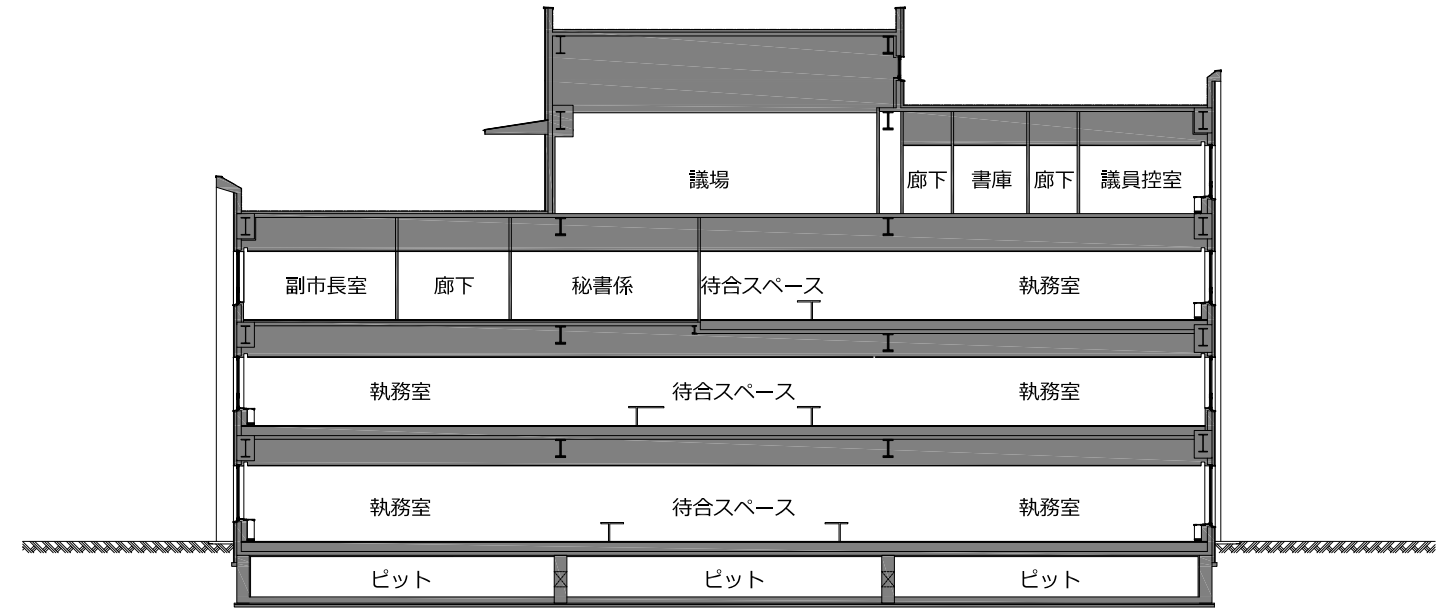 議場 廊下 書庫 廊下 議員控室
副市長室 廊下 秘書係 待合スペース 執務室
執務室 待合スペース 執務室
執務室 待合スペース 執務室
ピット ピット ピット